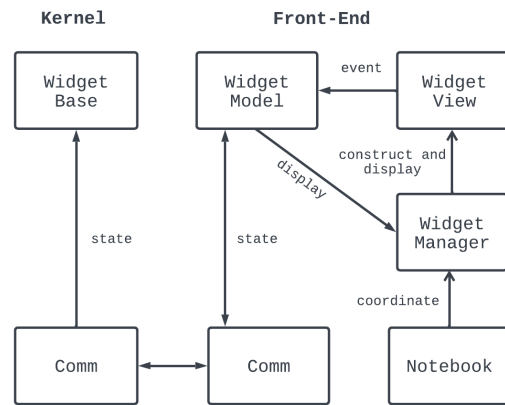 Kernel
Front-End
Widget
Base
Widget
Model
event
Widget
View
construct and
display
display
Widget
Manager
state
state
coordinate
Comm
Comm
Notebook